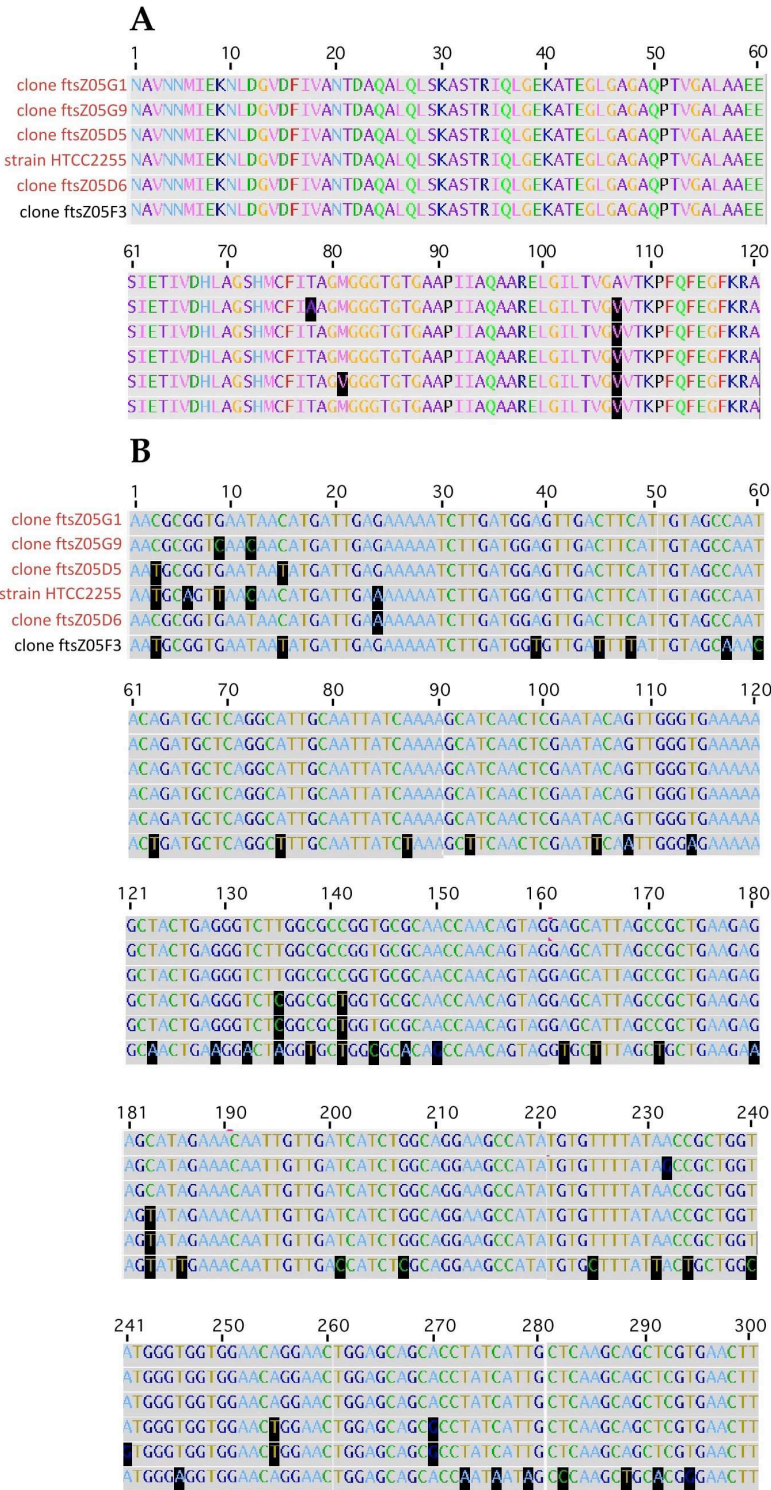 A
1 10 20 30 40 50 60
clone ftsZ05G1 NAVNNMIEKNLDGVDFIVANTDAQALQLSKASTRIQLGEKATEGLGAGAQPTVGALAAEE
clone ftsZ05G9 NAVNNMIEKNLDGVDFIVANTDAQALQLSKASTRIQLGEKATEGLGAGAQPTVGALAAEE
clone ftsZ05D5 NAVNNMIEKNLDGVDFIVANTDAQALQLSKASTRIQLGEKATEGLGAGAQPTVGALAAEE
strain HTCC2255 NAVNNMIEKNLDGVDFIVANTDAQALQLSKASTRIQLGEKATEGLGAGAQPTVGALAAEE
clone ftsZ05D6 NAVNNMIEKNLDGVDFIVANTDAQALQLSKASTRIQLGEKATEGLGAGAQPTVGALAAEE
clone ftsZ05F3 NAVNNMIEKNLDGVDFIVANTDAQALQLSKASTRIQLGEKATEGLGAGAQPTVGALAAEE
61 70 80 90 100 110 120
SIETIVDHLAGSHMCFITAGMGGGTGTGAAPIIAQAARELGILTVGAVTKPFQFEGFKRA
SIETIVDHLAGSHMCFIAAGMGGGTGTGAAPIIAQAARELGILTVGVVTKPFQFEGFKRA
SIETIVDHLAGSHMCFITAGMGGGTGTGAAPIIAQAARELGILTVGVVTKPFQFEGFKRA
SIETIVDHLAGSHMCFITAGMGGGTGTGAAPIIAQAARELGILTVGVVTKPFQFEGFKRA
SIETIVDHLAGSHMCFITAGVGGGTGTGAAPIIAQAARELGILTVGVVTKPFQFEGFKRA
SIETIVDHLAGSHMCFITAGMGGGTGTGAAPIIAQAARELGILTVGVVTKPFQFEGFKRA
B
1 10 20 30 40 50 60
clone ftsZ05G1 AACGCGGTGAATAACATGATTGAGAAAAATCTTGATGGAGTTGACTTCATTGTAGCCAAT
clone ftsZ05G9 AACGCGGTCAACAACATGATTGAGAAAAATCTTGATGGAGTTGACTTCATTGTAGCCAAT
clone ftsZ05D5 AATGCGGTGAATAATATGATTGAGAAAAATCTTGATGGAGTTGACTTCATTGTAGCCAAT
strain HTCC2255 AATGCAGTTAACAACATGATTGAAAAAAATCTTGATGGAGTTGACTTCATTGTAGCCAAT
clone ftsZ05D6 AACGCGGTGAATAACATGATTGAAAAAAATCTTGATGGAGTTGACTTCATTGTAGCCAAT
clone ftsZ05F3 AATGCGGTGAATAATATGATTGAGAAAAATCTTGATGGTGTTGATTTTATTGTAGCAAAC
61 70 80 90 100 110 120
ACAGATGCTCAGGCATTGCAATTATCAAAAGCATCAACTCGAATACAGTTGGGTGAAAAA
ACAGATGCTCAGGCATTGCAATTATCAAAAGCATCAACTCGAATACAGTTGGGTGAAAAA
ACAGATGCTCAGGCATTGCAATTATCAAAAGCATCAACTCGAATACAGTTGGGTGAAAAA
ACAGATGCTCAGGCATTGCAATTATCAAAAGCATCAACTCGAATACAGTTGGGTGAAAAA
ACAGATGCTCAGGCATTGCAATTATCAAAAGCATCAACTCGAATACAGTTGGGTGAAAAA
ACTGATGCTCAGGCTTTGCAATTATCTAAAGCTTCAACTCGAATTCAATTGGGAGAAAAA
121 130 140 150 160 170 180
GCTACTGAGGGTCTTGGCGCCGGTGCGCAACCAACAGTAGGAGCATTAGCCGCTGAAGAG
GCTACTGAGGGTCTTGGCGCCGGTGCGCAACCAACAGTAGGAGCATTAGCCGCTGAAGAG
GCTACTGAGGGTCTTGGCGCCGGTGCGCAACCAACAGTAGGAGCATTAGCCGCTGAAGAG
GCTACTGAGGGTCTCGGCGCTGGTGCGCAACCAACAGTAGGAGCATTAGCCGCTGAAGAG
GCTACTGAGGGTCTCGGCGCTGGTGCGCAACCAACAGTAGGAGCATTAGCCGCTGAAGAG
GCAACTGAAGGACTAGGTGCTGGCGCACAGCCAACAGTAGGTGCTTTAGCTGCTGAAGAA
181 190 200 210 220 230 240
AGCATAGAAACAATTGTTGATCATCTGGCAGGAAGCCATATGTGTTTTATAACCGCTGGT
AGCATAGAAACAATTGTTGATCATCTGGCAGGAAGCCATATGTGTTTTATAGCCGCTGGT
AGCATAGAAACAATTGTTGATCATCTGGCAGGAAGCCATATGTGTTTTATAACCGCTGGT
AGTATAGAAACAATTGTTGATCATCTGGCAGGAAGCCATATGTGTTTTATAACCGCTGGT
AGTATAGAAACAATTGTTGATCATCTGGCAGGAAGCCATATGTGTTTTATAACCGCTGGT
AGTATTGAAACAATTGTTGACCATCTCGCAGGAAGCCATATGTGCTTTATTACTGCTGGC
241 250 260 270 280 290 300
ATGGGTGGTGGAACAGGAACTGGAGCAGCACCTATCATTGCTCAAGCAGCTCGTGAACTT
ATGGGTGGTGGAACAGGAACTGGAGCAGCACCTATCATTGCTCAAGCAGCTCGTGAACTT
ATGGGTGGTGGAACAGGAACTGGAGCAGCACCTATCATTGCTCAAGCAGCTCGTGAACTT
ATGGGTGGTGGAACTGGAACTGGAGCAGCGCCTATCATTGCTCAAGCAGCTCGTGAACTT
GTGGGTGGTGGAACTGGAACTGGAGCAGCGCCTATCATTGCTCAAGCAGCTCGTGAACTT
ATGGGAGGTGGAACAGGAACTGGAGCAGCACCAATAATAGCCCAAGCTGCACGGGAACTT